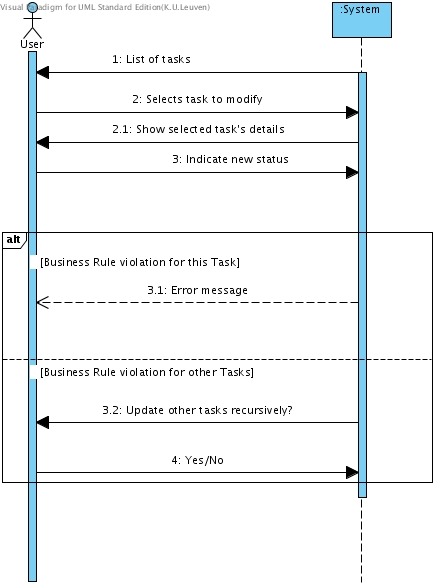 Visual Paradigm for UML Standard Edition(K.U.Leuven)
:System
User
1: List of tasks
2: Selects task to modify
2.1: Show selected task's details
3: Indicate new status
alt
[Business Rule violation for this Task]
3.1: Error message
[Business Rule violation for other Tasks]
3.2: Update other tasks recursively?
4: Yes/No